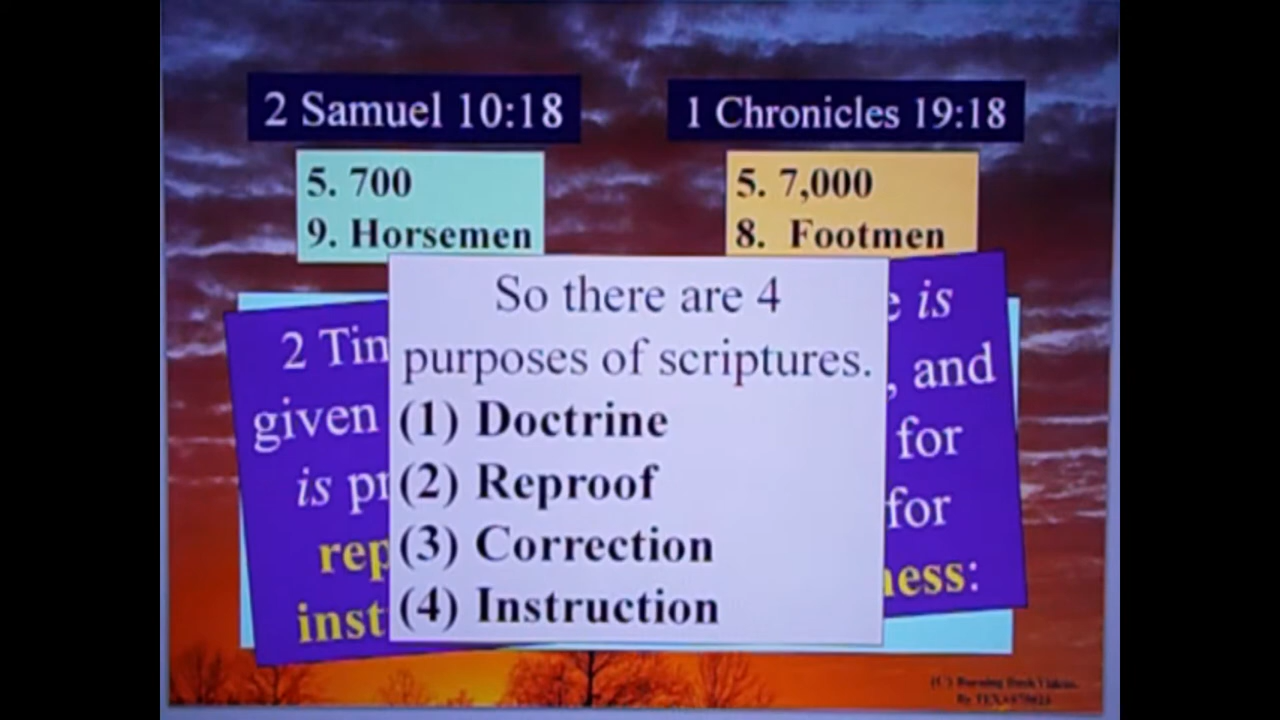 2 Samuel 10:18
1 Chronicles 19:18
5. 700
9. Horsemen
5. 7,000
8. Footmen
So there are 4
purposes of scriptures.
(1) Doctrine
(2) Reproof
(3) Correction
(4) Instruction
2 Tim
given
is pr
rep
inst
is
, and
for
for
ness: